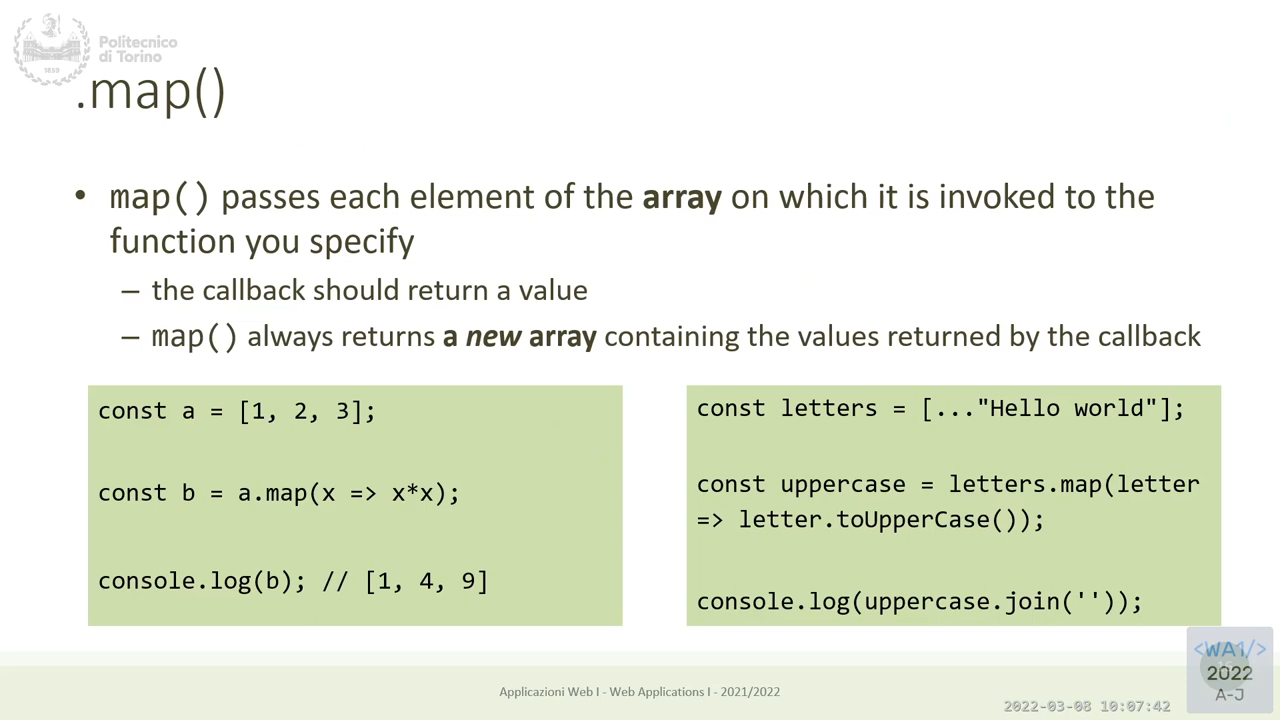 Politecnico
di Torino
1859
.map()
• map() passes each element of the array on which it is invoked to the
function you specify
– the callback should return a value
– map() always returns a new array containing the values returned by the callback
const a = [1, 2, 3];
const b = a.map(x => x*x);
console.log(b); // [1, 4, 9]
const letters = [..."Hello world"];
const uppercase = letters.map(letter
=> letter.toUpperCase());
console.log(uppercase.join(''));
Applicazioni Web I - Web Applications I - 2021/2022
<WA1/>
2022
A-J
2022-03-08 10:07:42